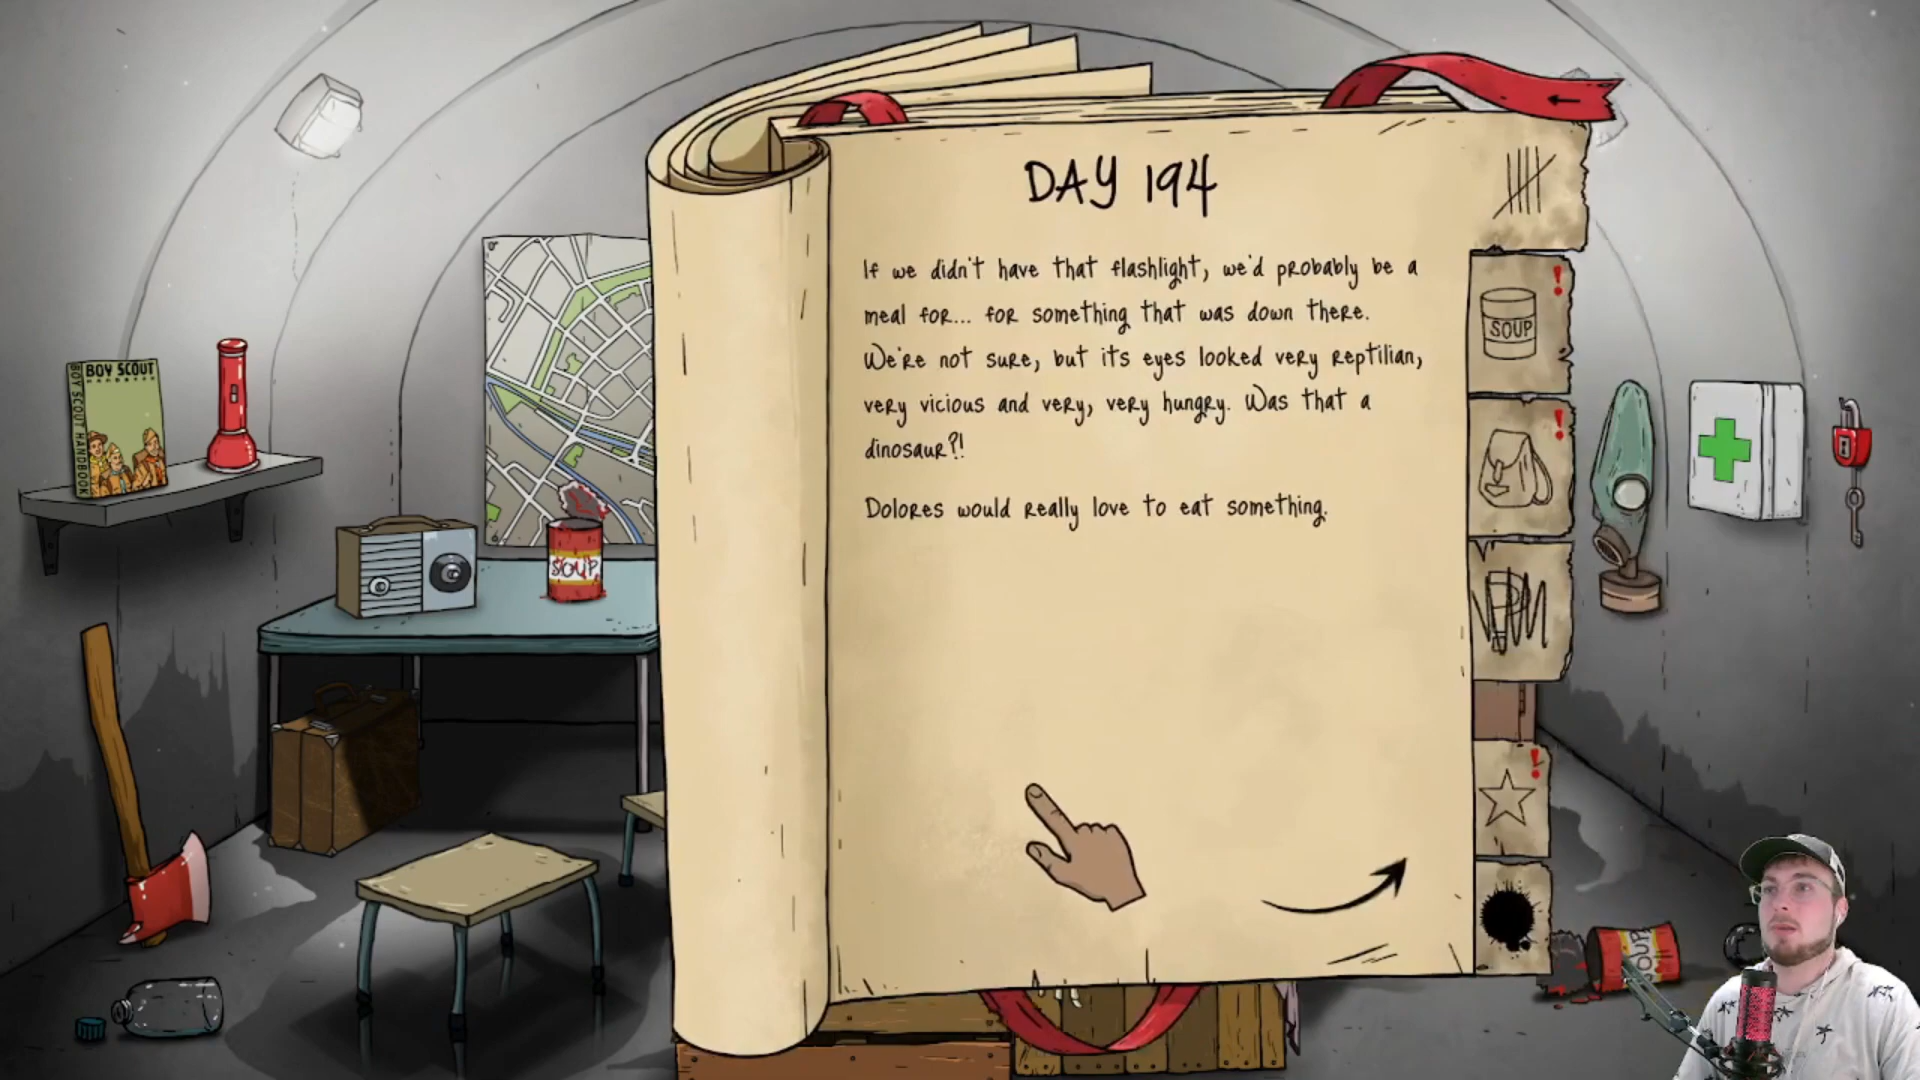 DAY 194
If we didn't have that flashlight, we'd probably be a
meal for... for something that was down there.
We're not sure, but its eyes looked very reptilian,
very vicious and very, very hungry. Was that a
dinosaur?!
Dolores would really love to eat something.
BOY SCOUT
BOY SCOUT HANDBOOK
SOUP
SOUP
SOUP